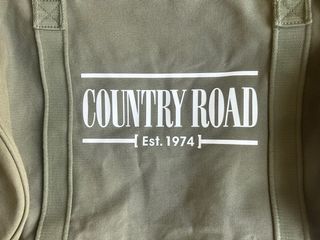 COUNTRY ROAD
[ Est. 1974 ]